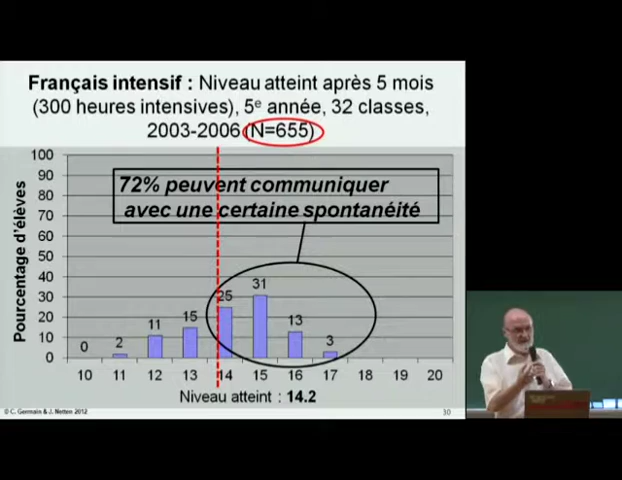 Français intensif : Niveau atteint après 5 mois
(300 heures intensives), 5e année, 32 classes,
2003-2006 (N=655)
72% peuvent communiquer
avec une certaine spontanéité
Pourcentage d'élèves
100
90
80
70
60
50
40
30
20
10
0
0
2
11
15
25
31
13
3
10 11 12 13 14 15 16 17 18 19 20
Niveau atteint : 14.2
© C. Germain & J. Netten 2012
30